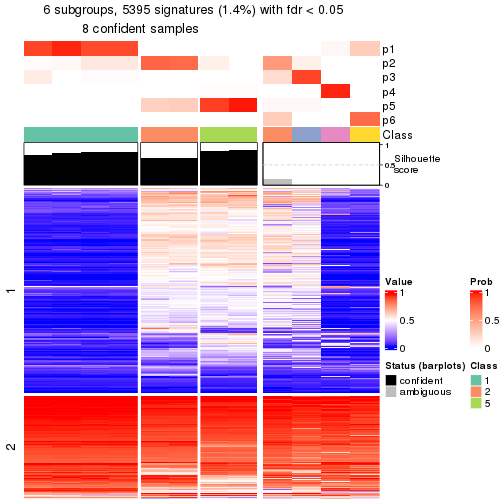 6 subgroups, 5395 signatures (1.4%) with fdr < 0.05
8 confident samples
p1
p2
p3
p4
p5
p6
Class
1
0.5
0
Silhouette
score
1
2
Value
1
0.5
0
Prob
1
0.5
0
Status (barplots)
confident
ambiguous
Class
1
2
5